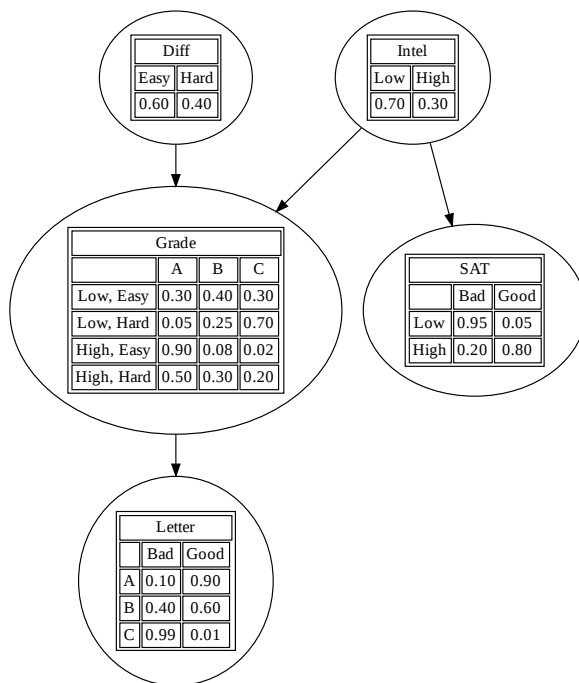 Diff
Easy Hard
0.60 0.40
Intel
Low High
0.70 0.30
Grade
A B C
Low, Easy 0.30 0.40 0.30
Low, Hard 0.05 0.25 0.70
High, Easy 0.90 0.08 0.02
High, Hard 0.50 0.30 0.20
SAT
Bad Good
Low 0.95 0.05
High 0.20 0.80
Letter
Bad Good
A 0.10 0.90
B 0.40 0.60
C 0.99 0.01